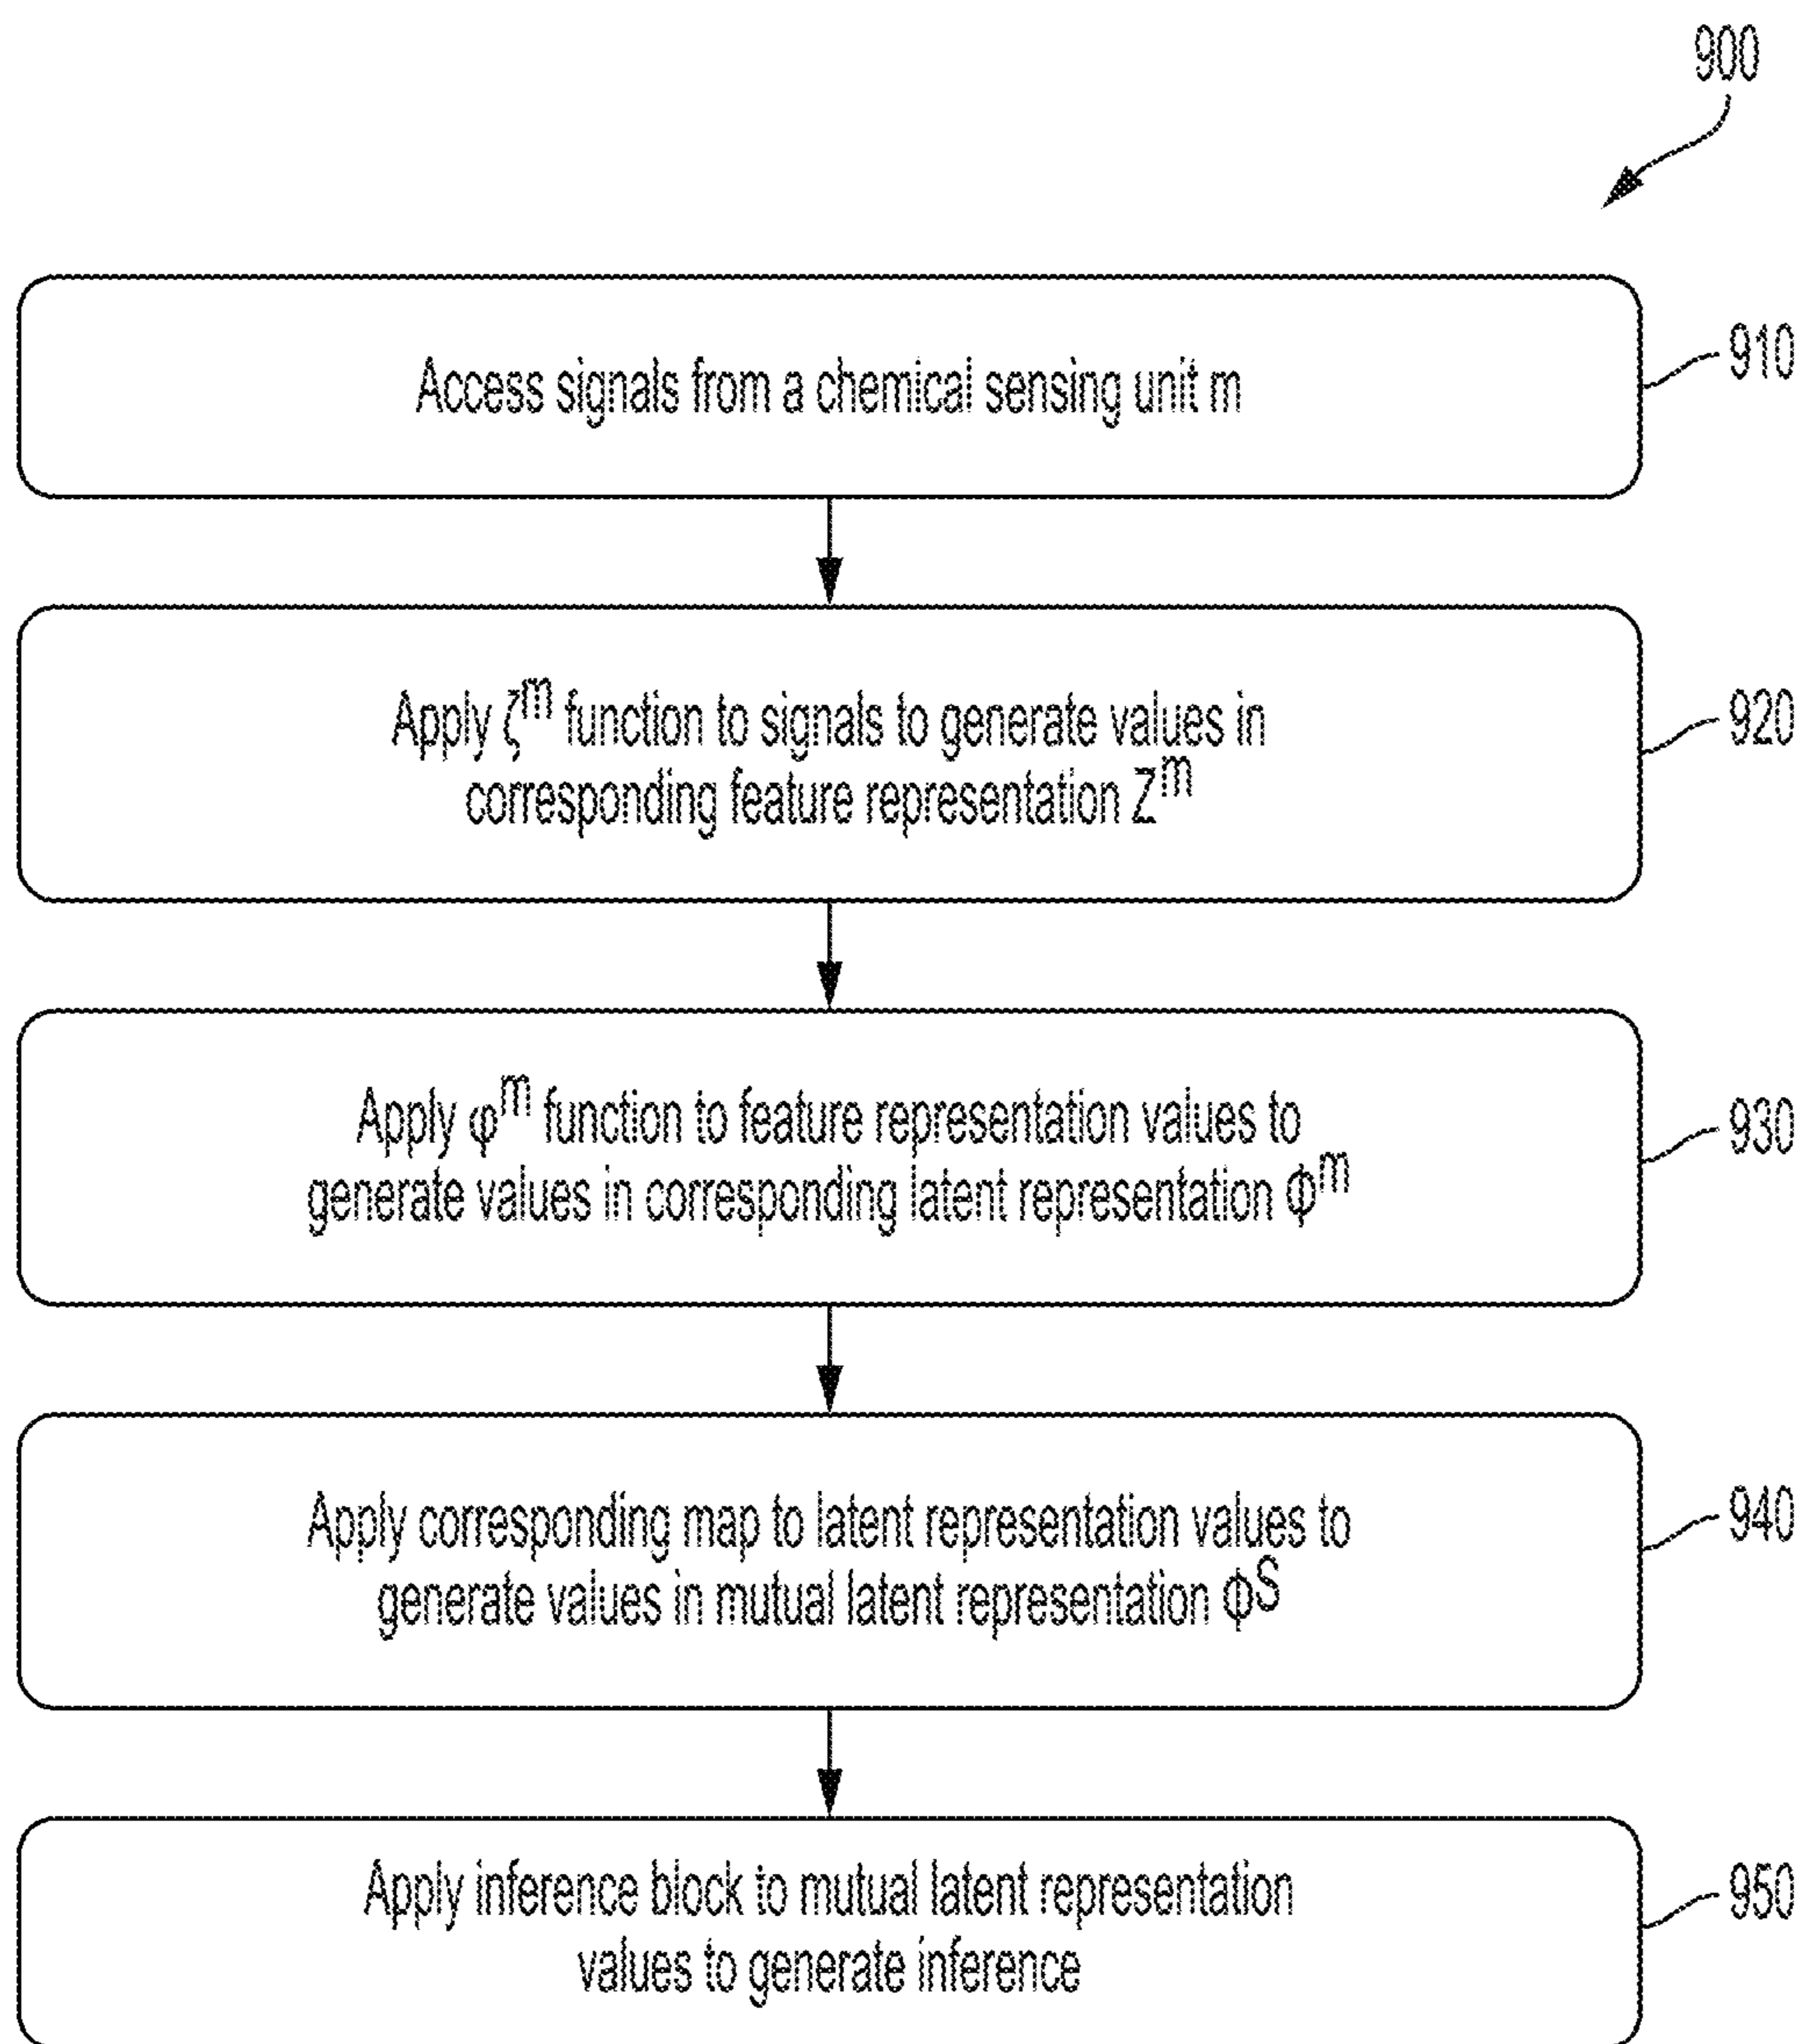 900
Access signals from a chemical sensing unit m
910
Apply ζ^m function to signals to generate values in
corresponding feature representation Z^m
920
Apply φ^m function to feature representation values to
generate values in corresponding latent representation Φ^m
930
Apply corresponding map to latent representation values to
generate values in mutual latent representation Φ^S
940
Apply inference block to mutual latent representation
values to generate inference
950